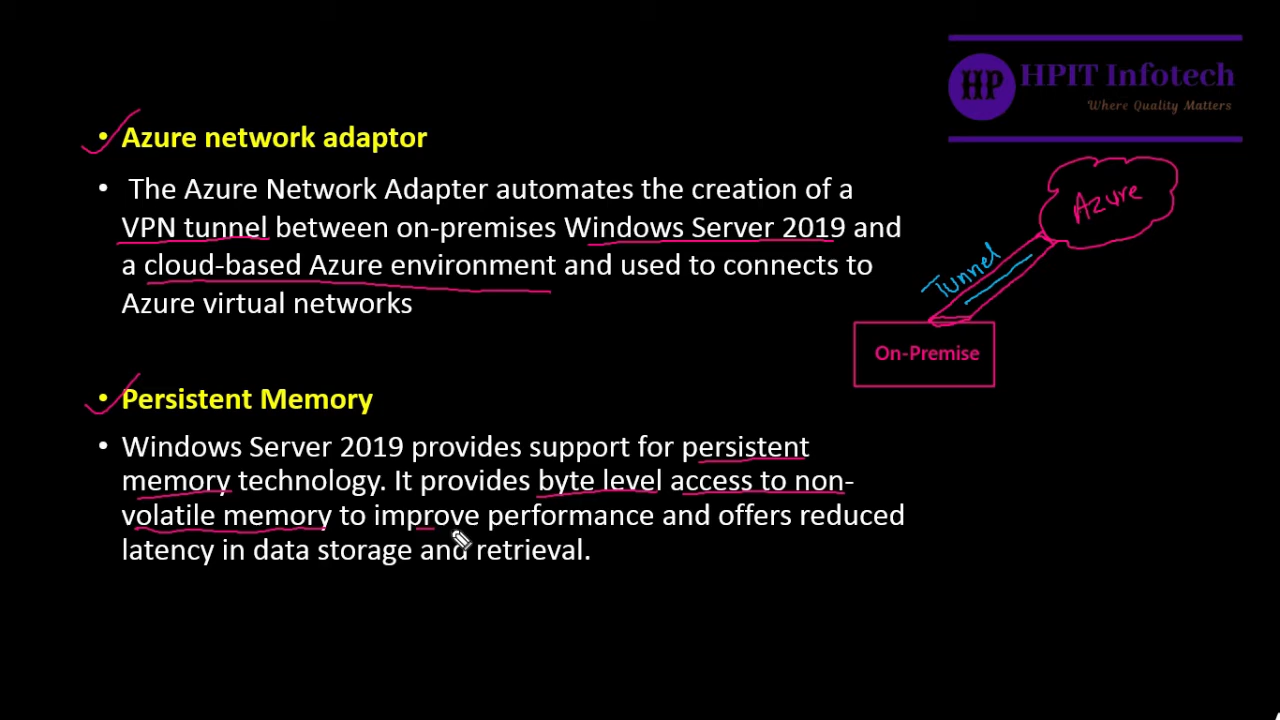 HP HPIT Infotech
Where Quality Matters
• Azure network adaptor
• The Azure Network Adapter automates the creation of a
VPN tunnel between on-premises Windows Server 2019 and
a cloud-based Azure environment and used to connects to
Azure virtual networks
Azure
Tunnel
On-Premise
• Persistent Memory
• Windows Server 2019 provides support for persistent
memory technology. It provides byte level access to non-
volatile memory to improve performance and offers reduced
latency in data storage and retrieval.